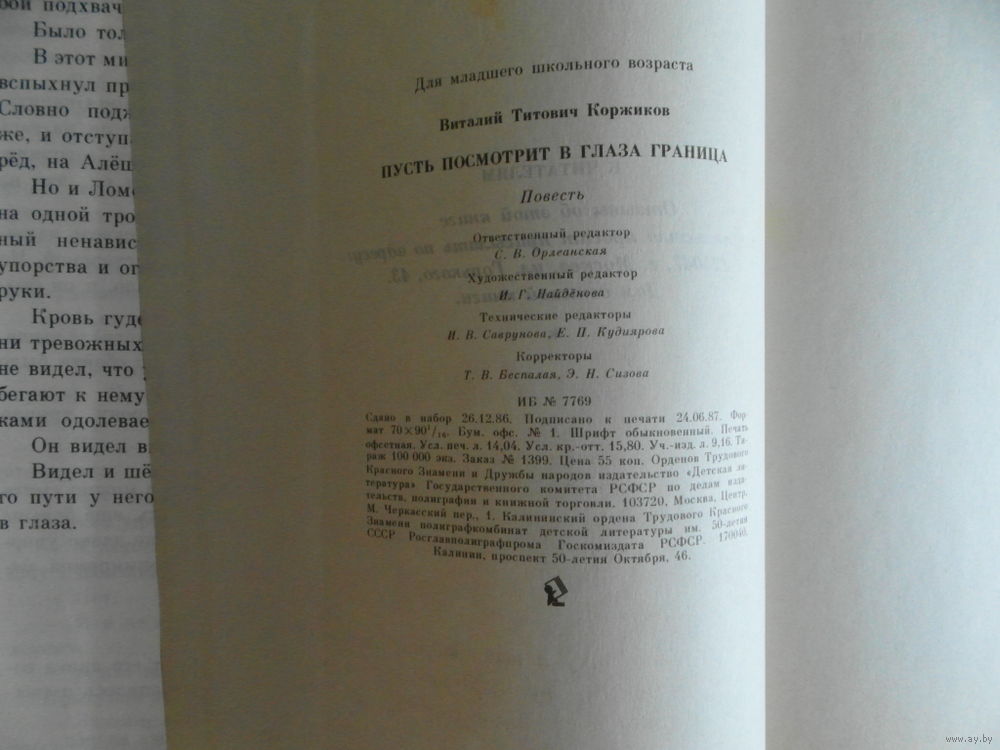 рой подхвач
Было тол
В этот ми
вспыхнул пр
Словно подж
же, и отступ
рёд, на Алёш
Но и Ломо
на одной тро
ный ненавис
упорства и ог
руки.
Кровь гуде
ни тревожных
не видел, что
бегают к нему
ками одолевае
Он видел в
Видел и шё
го пути у него
в глаза.
Для младшего школьного возраста
Виталий Титович Коржиков
ПУСТЬ ПОСМОТРИТ В ГЛАЗА ГРАНИЦА
Повесть
Ответственный редактор
С. В. Орлеанская
Художественный редактор
И. Г. Найдёнова
Технические редакторы
И. В. Саврунова, Е. П. Кудиярова
Корректоры
Т. В. Беспалая, Э. Н. Сизова
ИБ № 7769
Сдано в набор 26.12.86. Подписано к печати 24.06.87. Фор-
мат 70×90¹/₁₆. Бум. офс. № 1. Шрифт обыкновенный. Печать
офсетная. Усл. печ. л. 14,04. Усл. кр.-отт. 15,80. Уч.-изд. л. 9,16. Ти-
раж 100 000 экз. Заказ № 1399. Цена 55 коп. Орденов Трудового
Красного Знамени и Дружбы народов издательство «Детская ли-
тература» Государственного комитета РСФСР по делам изда-
тельств, полиграфии и книжной торговли. 103720, Москва, Центр,
М. Черкасский пер., 1. Калининский ордена Трудового Красного
Знамени полиграфкомбинат детской литературы им. 50-летия
СССР Росглавполиграфпрома Госкомиздата РСФСР. 170040,
Калинин, проспект 50-летия Октября, 46.
www.ay.by